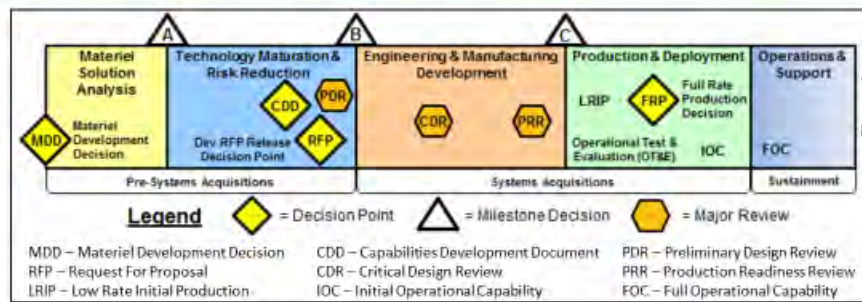 A
B
C
Materiel
Solution
Analysis
Technology Maturation &
Risk Reduction
Engineering & Manufacturing
Development
Production & Deployment
Operations &
Support
MDD
Materiel
Development
Decision
CDD
PDR
Dev RFP Release
Decision Point
RFP
CDR
PRR
LRIP
FRP
Full Rate
Production
Decision
Operational Test &
Evaluation (OT&E)
IOC
FOC
Pre-Systems Acquisitions
Systems Acquisitions
Sustainment
Legend
= Decision Point
= Milestone Decision
= Major Review
MDD – Materiel Development Decision
CDD – Capabilities Development Document
PDR – Preliminary Design Review
RFP – Request For Proposal
CDR – Critical Design Review
PRR – Production Readiness Review
LRIP – Low Rate Initial Production
IOC – Initial Operational Capability
FOC – Full Operational Capability